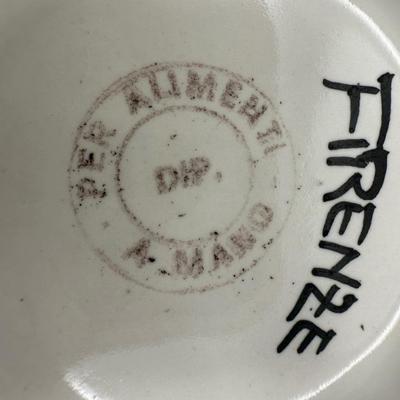 PER ALIMENTI
DIP.
A MANO
FIRENZE